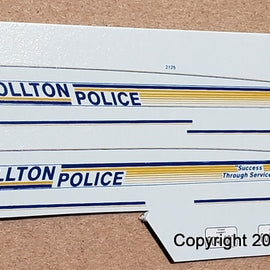 2125
OLLTON POLICE
OLLTON POLICE
"Success
Through Service"
Copyright 20